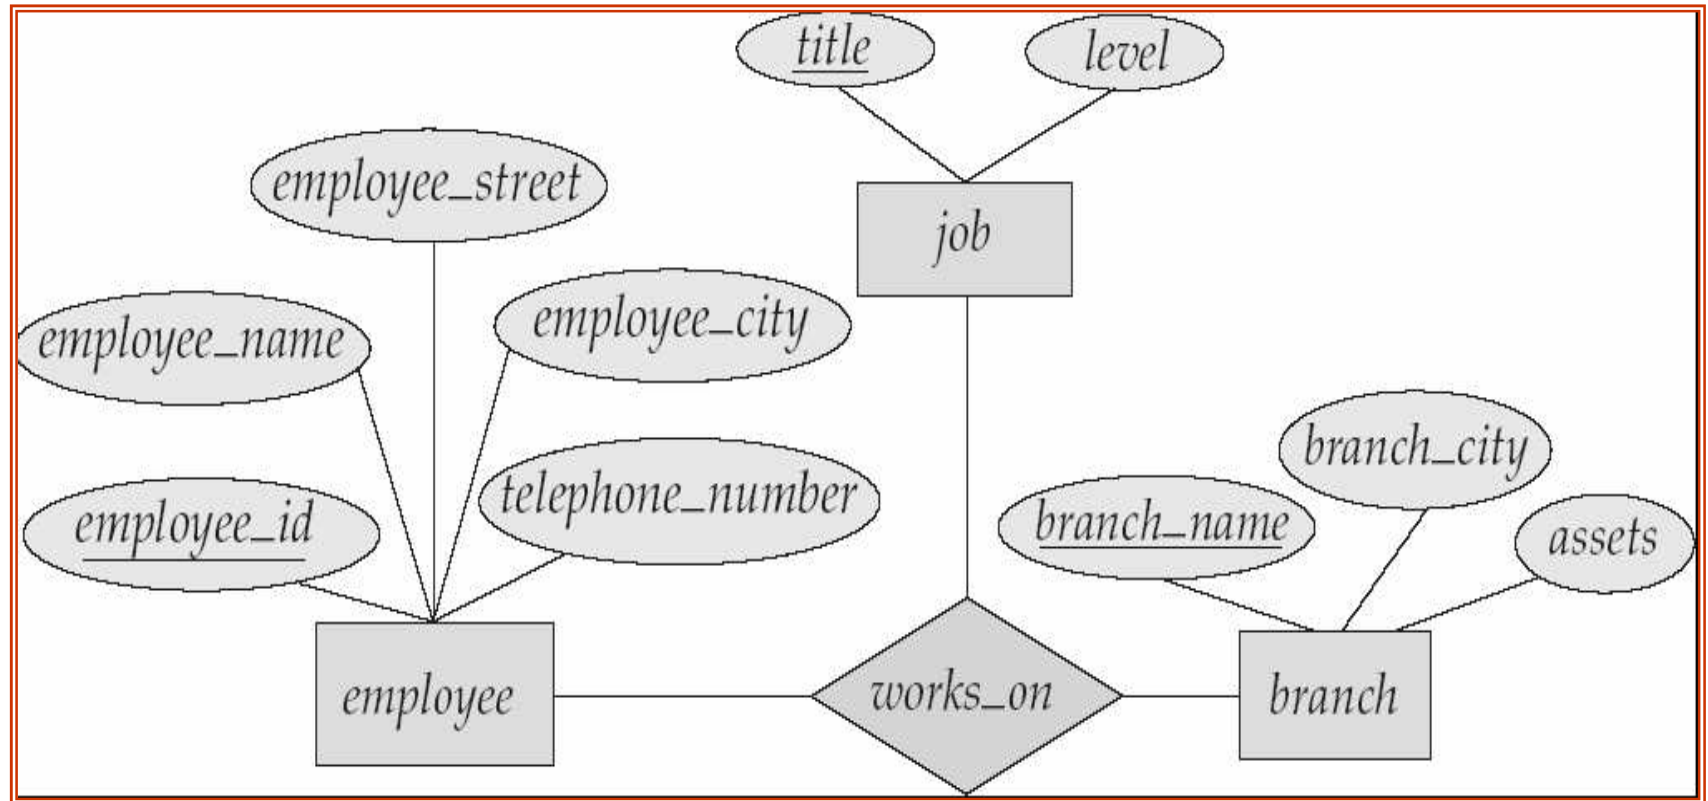 title
level
employee_street
job
employee_name
employee_city
branch_city
telephone_number
employee_id
branch_name
assets
employee
works_on
branch